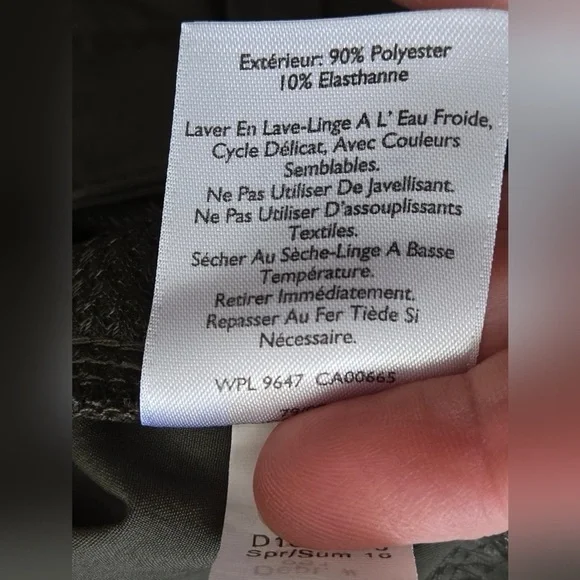 Extérieur: 90% Polyester
10% Elasthanne
Laver En Lave-Linge A L' Eau Froide,
Cycle Délicat, Avec Couleurs
Semblables.
Ne Pas Utiliser De Javellisant.
Ne Pas Utiliser D'assouplissants
Textiles.
Sécher Au Sèche-Linge A Basse
Température.
Retirer Immédiatement.
Repasser Au Fer Tiède Si
Nécessaire.
WPL 9647 CA00665
Spr/Sum 10